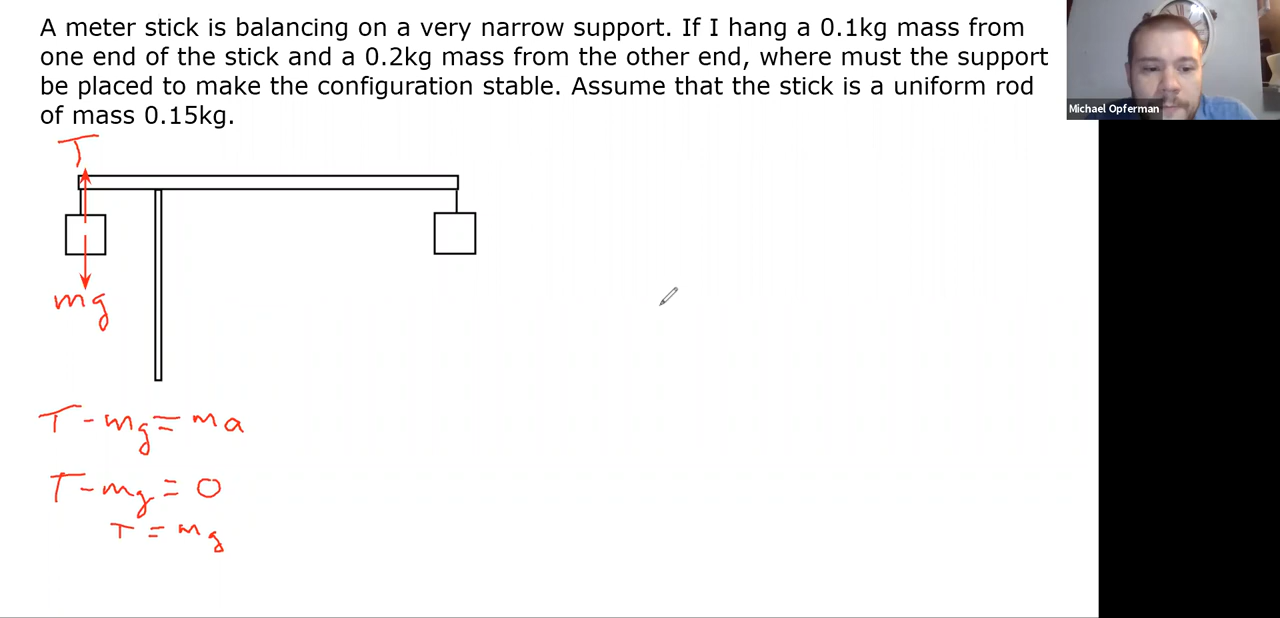 A meter stick is balancing on a very narrow support. If I hang a 0.1kg mass from
one end of the stick and a 0.2kg mass from the other end, where must the support
be placed to make the configuration stable. Assume that the stick is a uniform rod
of mass 0.15kg.
Michael Opferman
T
mg
T - mg = ma
T - mg = 0
T = mg